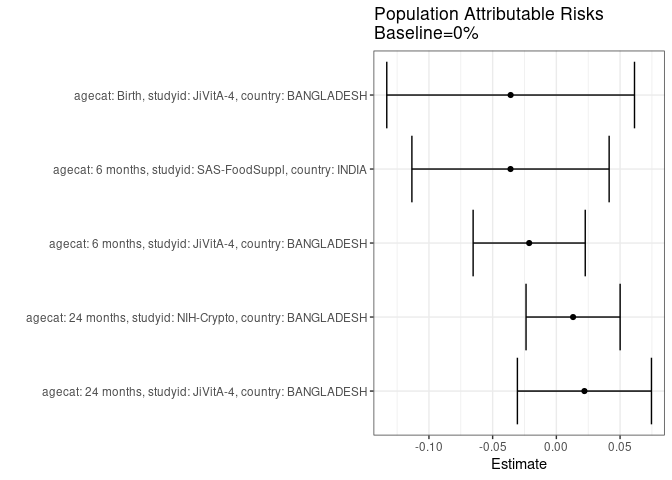 Population Attributable Risks
Baseline=0%
agecat: Birth, studyid: JiVitA-4, country: BANGLADESH
agecat: 6 months, studyid: SAS-FoodSuppl, country: INDIA
agecat: 6 months, studyid: JiVitA-4, country: BANGLADESH
agecat: 24 months, studyid: NIH-Crypto, country: BANGLADESH
agecat: 24 months, studyid: JiVitA-4, country: BANGLADESH
-0.10 -0.05 0.00 0.05
Estimate